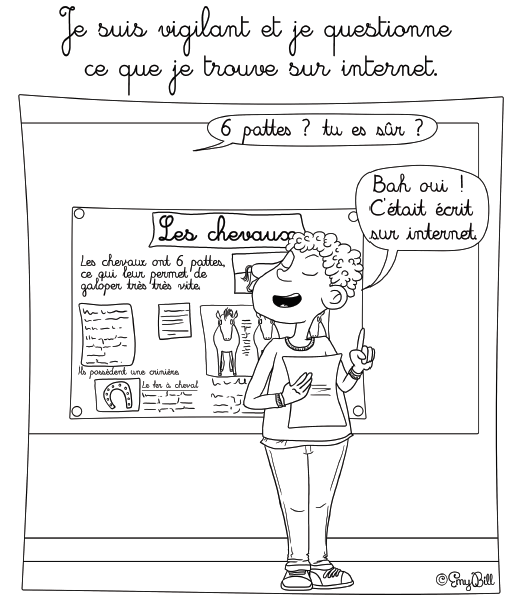 Je suis vigilant et je questionne
ce que je trouve sur internet.
6 pattes ? tu es sûr ?
Bah oui !
C'était écrit
sur internet.
Les chevaux
Les chevaux ont 6 pattes,
ce qui leur permet de
galoper très très vite.
Ils possèdent une crinière
Le fer à cheval
© EmyBill